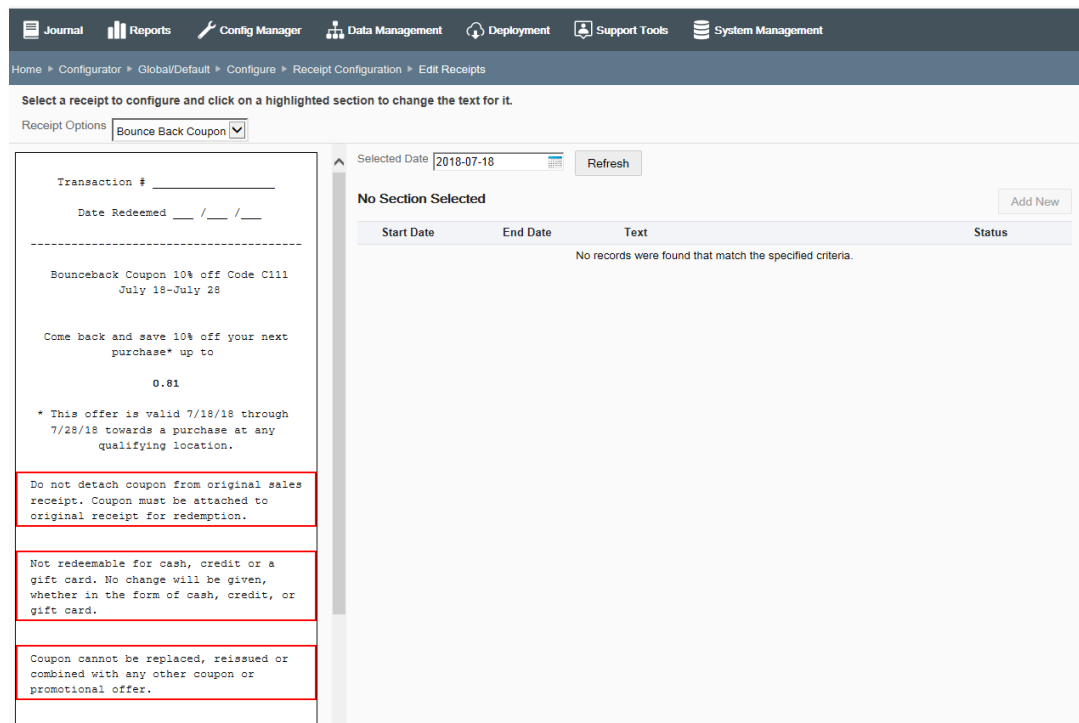 Journal Reports Config Manager Data Management Deployment Support Tools System Management
Home Configurator Global/Default Configure Receipt Configuration Edit Receipts
Select a receipt to configure and click on a highlighted section to change the text for it.
Receipt Options Bounce Back Coupon
Transaction # _________________
Date Redeemed ___ /___ /___
----------------------------------------
Bounceback Coupon 10% off Code C111
July 18-July 28
Come back and save 10% off your next
purchase* up to
0.81
* This offer is valid 7/18/18 through
7/28/18 towards a purchase at any
qualifying location.
Do not detach coupon from original sales
receipt. Coupon must be attached to
original receipt for redemption.
Not redeemable for cash, credit or a
gift card. No change will be given,
whether in the form of cash, credit, or
gift card.
Coupon cannot be replaced, reissued or
combined with any other coupon or
promotional offer.
Selected Date 2018-07-18 Refresh
No Section Selected Add New
Start Date End Date Text Status
No records were found that match the specified criteria.